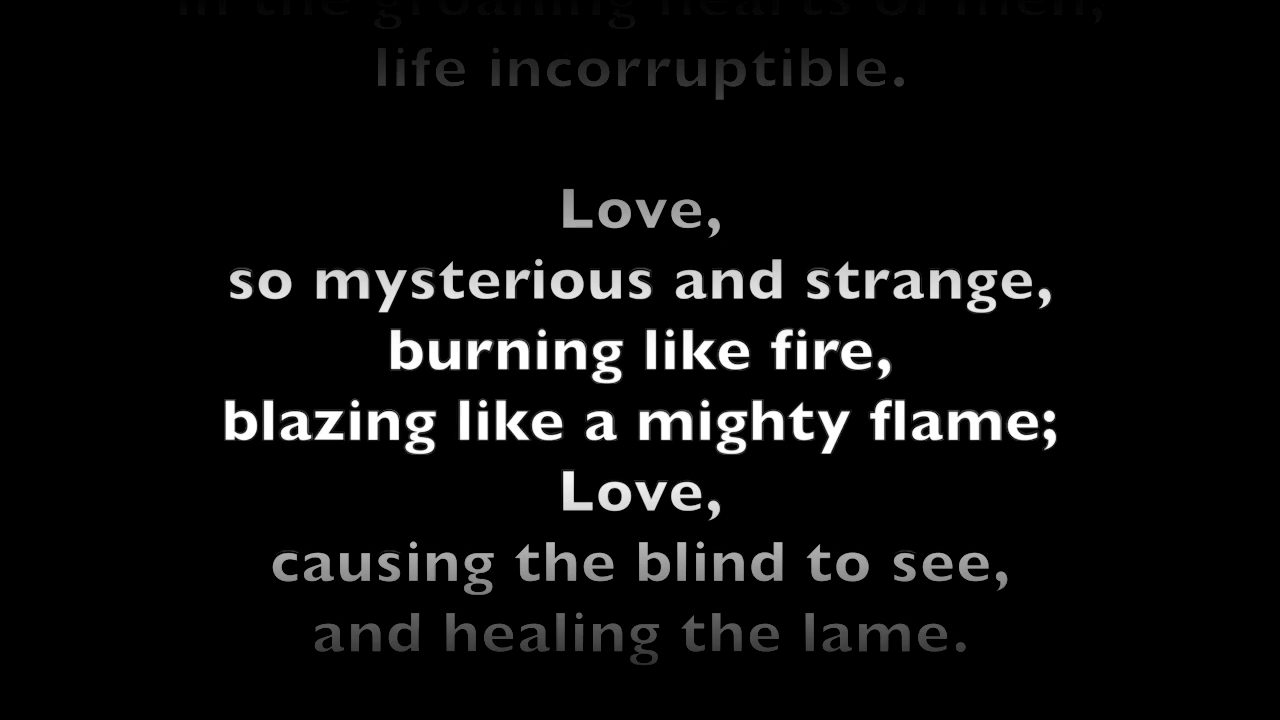 in the groaning hearts of men,
life incorruptible.
Love,
so mysterious and strange,
burning like fire,
blazing like a mighty flame;
Love,
causing the blind to see,
and healing the lame.